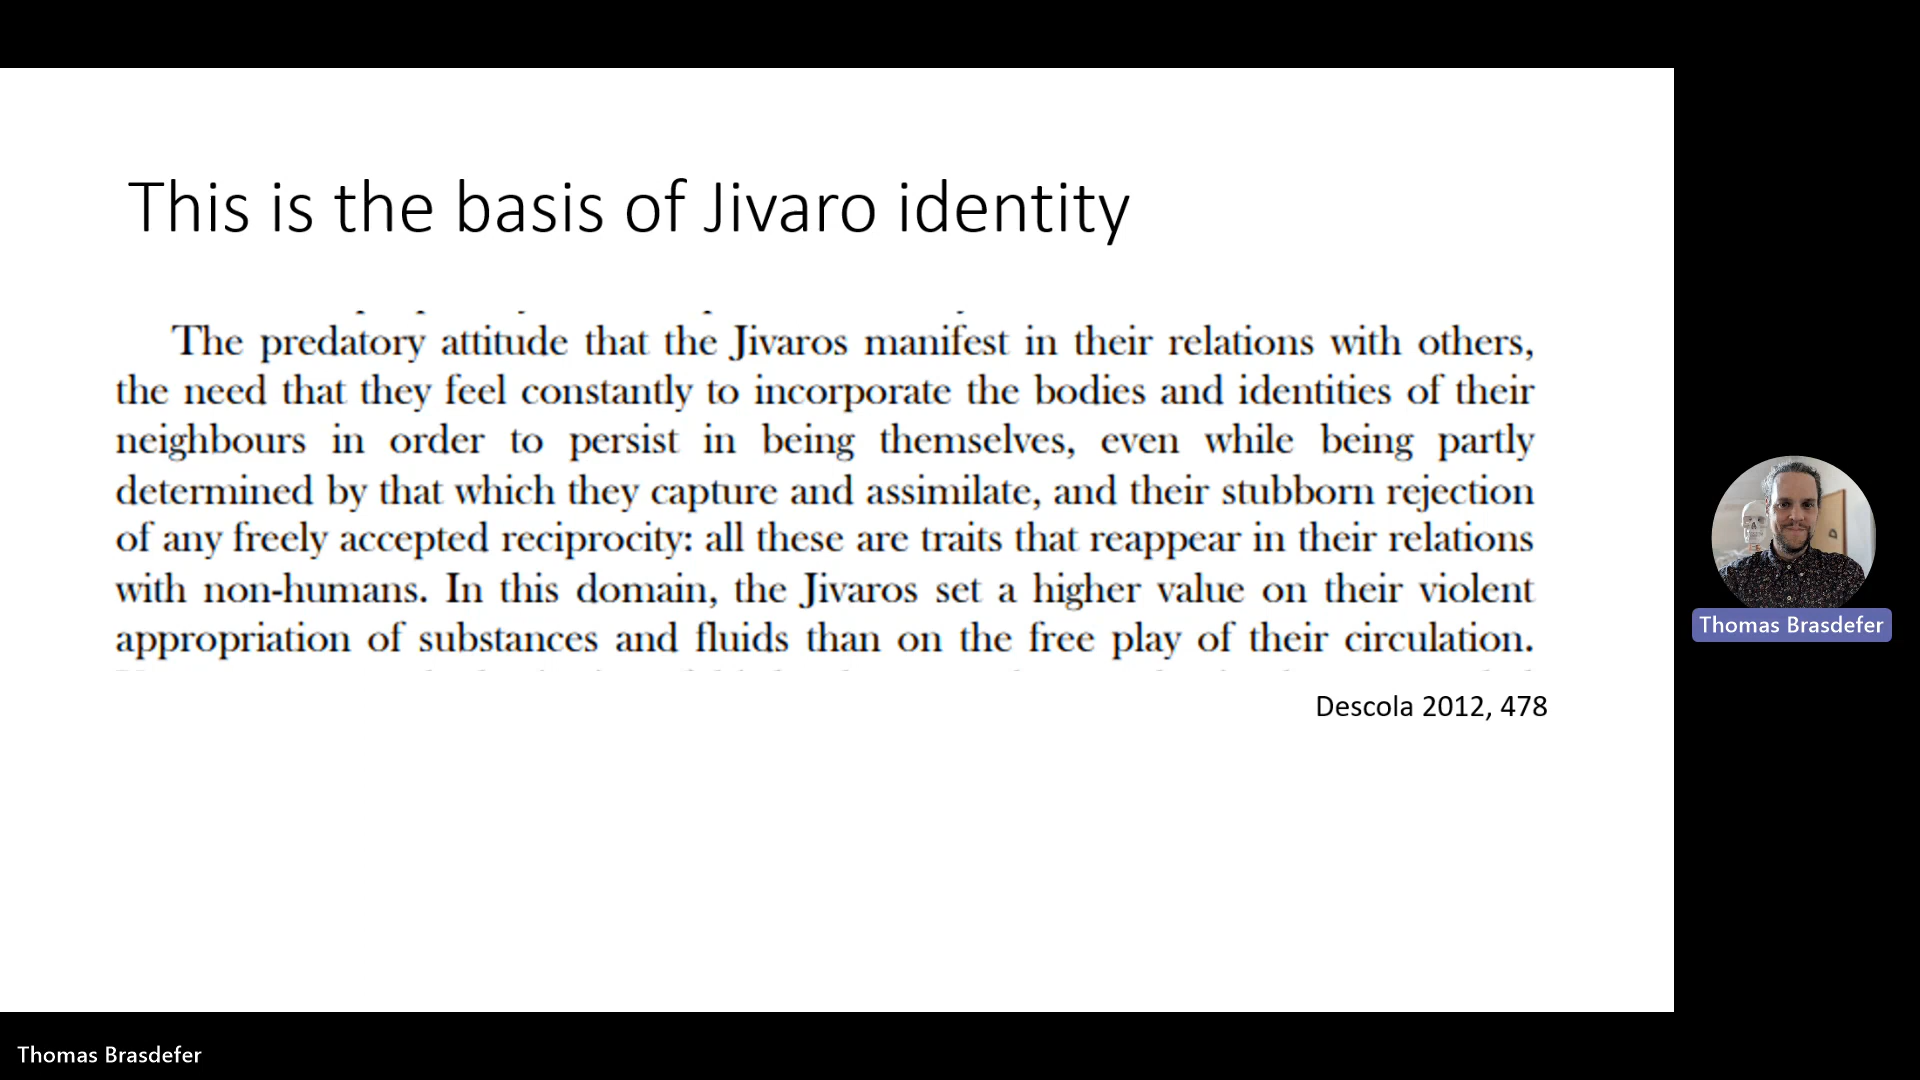 This is the basis of Jivaro identity
The predatory attitude that the Jivaros manifest in their relations with others,
the need that they feel constantly to incorporate the bodies and identities of their
neighbours in order to persist in being themselves, even while being partly
determined by that which they capture and assimilate, and their stubborn rejection
of any freely accepted reciprocity: all these are traits that reappear in their relations
with non-humans. In this domain, the Jivaros set a higher value on their violent
appropriation of substances and fluids than on the free play of their circulation.
Descola 2012, 478
Thomas Brasdefer
Thomas Brasdefer